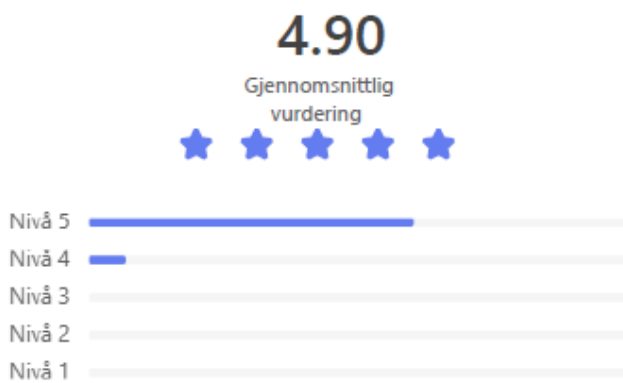 4.90
Gjennomsnittlig
vurdering
Nivå 5
Nivå 4
Nivå 3
Nivå 2
Nivå 1